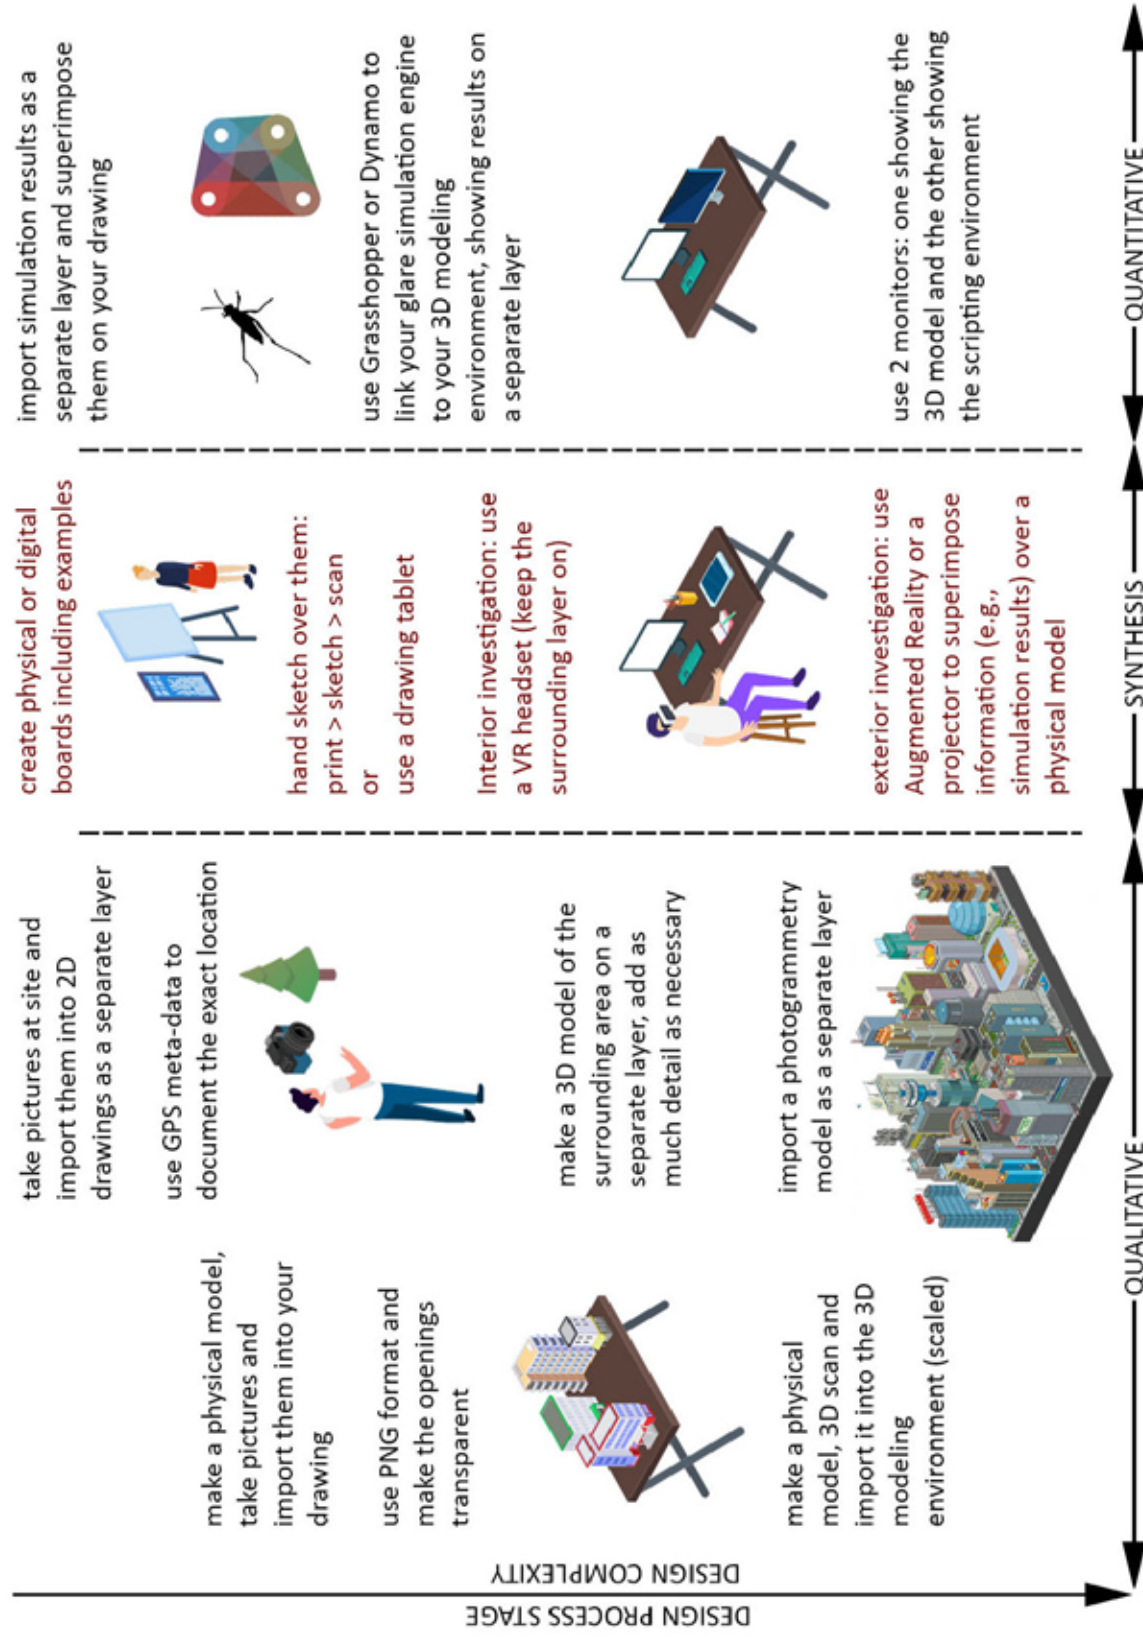 make a physical model,
take pictures and
import them into your
drawing
use PNG format and
make the openings
transparent
make a physical
model, 3D scan and
import it into the 3D
modeling
environment (scaled)
take pictures at site and
import them into 2D
drawings as a separate layer
use GPS meta-data to
document the exact location
make a 3D model of the
surrounding area on a
separate layer, add as
much detail as necessary
import a photogrammetry
model as a separate layer
create physical or digital
boards including examples
hand sketch over them:
print > sketch > scan
or
use a drawing tablet
Interior investigation: use
a VR headset (keep the
surrounding layer on)
exterior investigation: use
Augmented Reality or a
projector to superimpose
information (e.g.,
simulation results) over a
physical model
import simulation results as a
separate layer and superimpose
them on your drawing
use Grasshopper or Dynamo to
link your glare simulation engine
to your 3D modeling
environment, showing results on
a separate layer
use 2 monitors: one showing the
3D model and the other showing
the scripting environment
DESIGN PROCESS STAGE
DESIGN COMPLEXITY
QUALITATIVE
SYNTHESIS
QUANTITATIVE